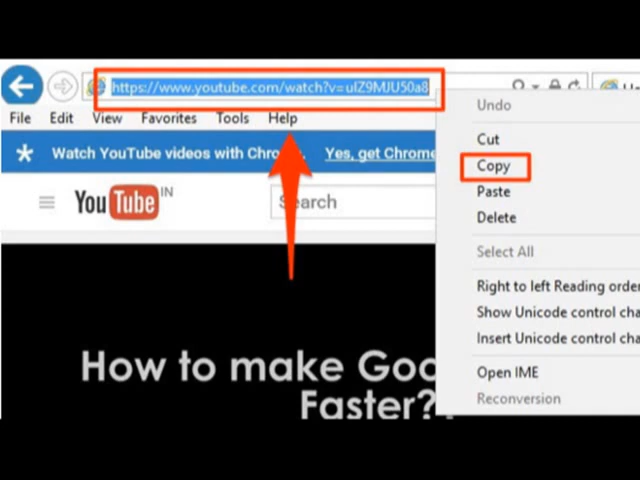 https://www.youtube.com/watch?v=ulZ9MJU50a8
File Edit View Favorites Tools Help
Watch YouTube videos with Chro
Yes, get Chrome
YouTube IN
Search
How to make Goo
Faster?
Undo
Cut
Copy
Paste
Delete
Select All
Right to left Reading order
Show Unicode control cha
Insert Unicode control cha
Open IME
Reconversion